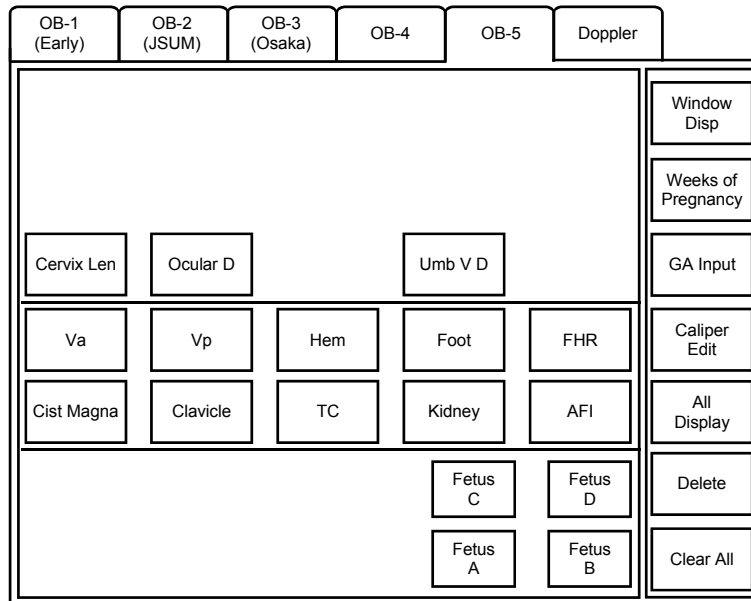 OB-1
(Early)
OB-2
(JSUM)
OB-3
(Osaka)
OB-4
OB-5
Doppler
Window
Disp
Weeks of
Pregnancy
Cervix Len
Ocular D
Umb V D
GA Input
Va
Vp
Hem
Foot
FHR
Caliper
Edit
Cist Magna
Clavicle
TC
Kidney
AFI
All
Display
Fetus
C
Fetus
D
Delete
Fetus
A
Fetus
B
Clear All